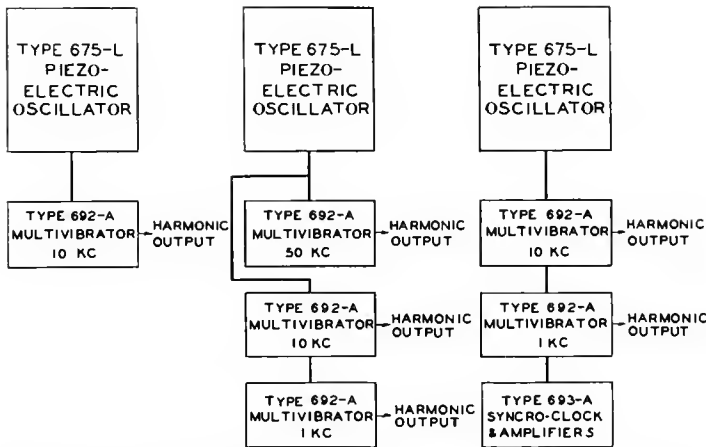 TYPE 675-L
PIEZO-
ELECTRIC
OSCILLATOR
TYPE 692-A
MULTIVIBRATOR
10 KC
HARMONIC
OUTPUT
TYPE 675-L
PIEZO-
ELECTRIC
OSCILLATOR
TYPE 692-A
MULTIVIBRATOR
50 KC
HARMONIC
OUTPUT
TYPE 692-A
MULTIVIBRATOR
10 KC
HARMONIC
OUTPUT
TYPE 692-A
MULTIVIBRATOR
1 KC
HARMONIC
OUTPUT
TYPE 675-L
PIEZO-
ELECTRIC
OSCILLATOR
TYPE 692-A
MULTIVIBRATOR
10 KC
HARMONIC
OUTPUT
TYPE 692-A
MULTIVIBRATOR
1 KC
HARMONIC
OUTPUT
TYPE 693-A
SYNCRO-CLOCK
& AMPLIFIERS